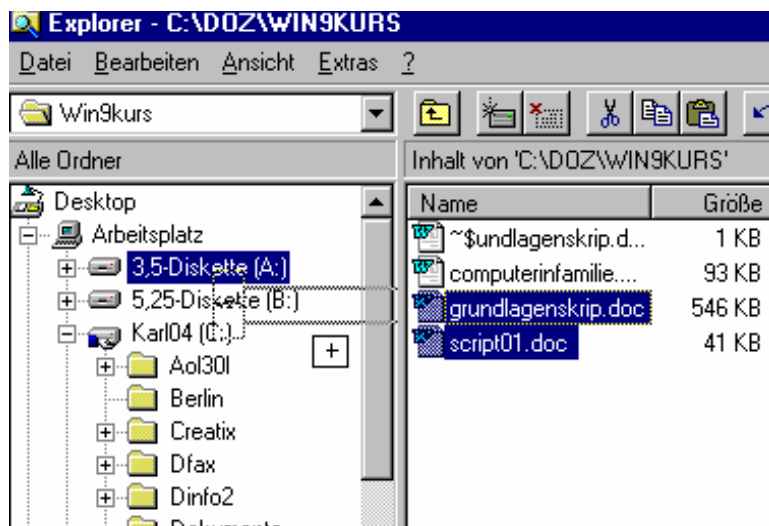 Explorer - C:\DOZ\WIN9KURS
Datei Bearbeiten Ansicht Extras ?
Win9kurs
Alle Ordner
Inhalt von 'C:\DOZ\WIN9KURS'
Desktop
Arbeitsplatz
3,5-Diskette (A:)
5,25-Diskette (B:)
Karl04 (C:)
Aol30l
Berlin
Creatix
Dfax
Dinfo2
Name Größe
~$undlagenskrip.d... 1 KB
computerinfamilie.... 93 KB
grundlagenskrip.doc 546 KB
script01.doc 41 KB